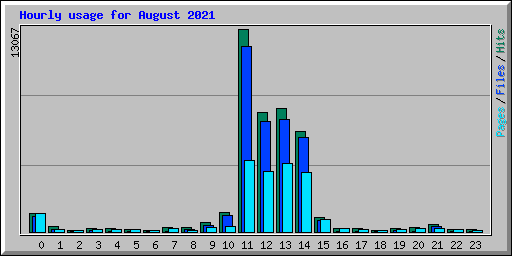 Hourly usage for August 2021
13067
Pages / Files / Hits
0 1 2 3 4 5 6 7 8 9 10 11 12 13 14 15 16 17 18 19 20 21 22 23